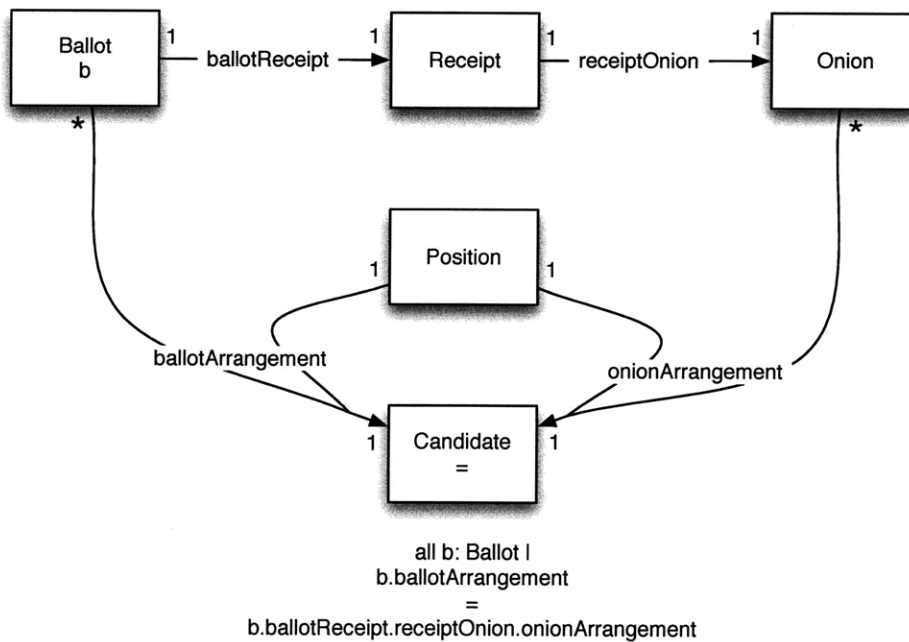 Ballot
b
1
ballotReceipt
1
Receipt
1
receiptOnion
1
Onion
*
*
Position
1
1
ballotArrangement
onionArrangement
Candidate
=
1
1
all b: Ballot |
b.ballotArrangement
=
b.ballotReceipt.receiptOnion.onionArrangement